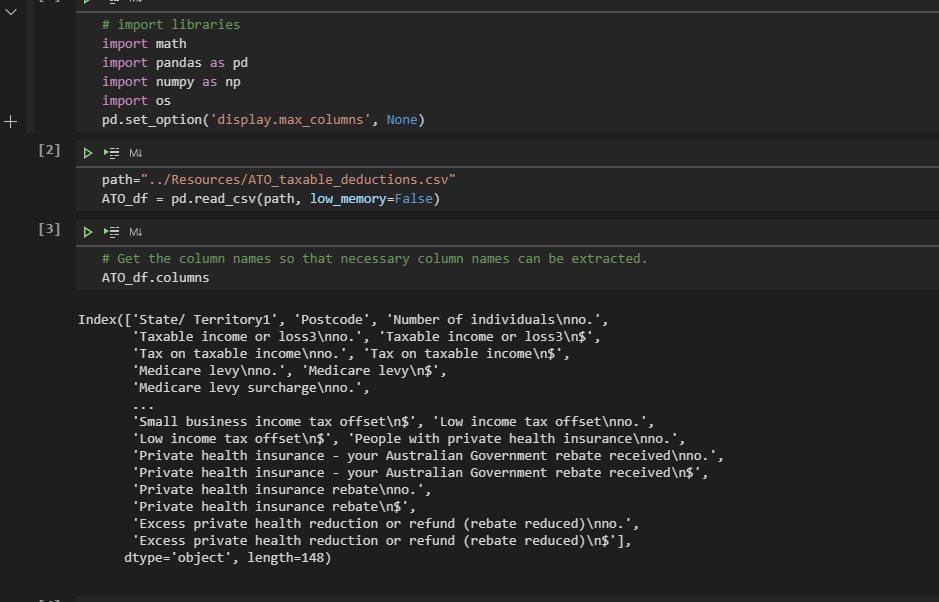 # import libraries
import math
import pandas as pd
import numpy as np
import os
pd.set_option('display.max_columns', None)
[2]
M↓
path="../Resources/ATO_taxable_deductions.csv"
ATO_df = pd.read_csv(path, low_memory=False)
[3]
M↓
# Get the column names so that necessary column names can be extracted.
ATO_df.columns
Index(['State/ Territory1', 'Postcode', 'Number of individuals\nno.',
'Taxable income or loss3\nno.', 'Taxable income or loss3\n$',
'Tax on taxable income\nno.', 'Tax on taxable income\n$',
'Medicare levy\nno.', 'Medicare levy\n$',
'Medicare levy surcharge\nno.',
...
'Small business income tax offset\n$', 'Low income tax offset\nno.',
'Low income tax offset\n$', 'People with private health insurance\nno.',
'Private health insurance - your Australian Government rebate received\nno.',
'Private health insurance - your Australian Government rebate received\n$',
'Private health insurance rebate\nno.',
'Private health insurance rebate\n$',
'Excess private health reduction or refund (rebate reduced)\nno.',
'Excess private health reduction or refund (rebate reduced)\n$'],
dtype='object', length=148)